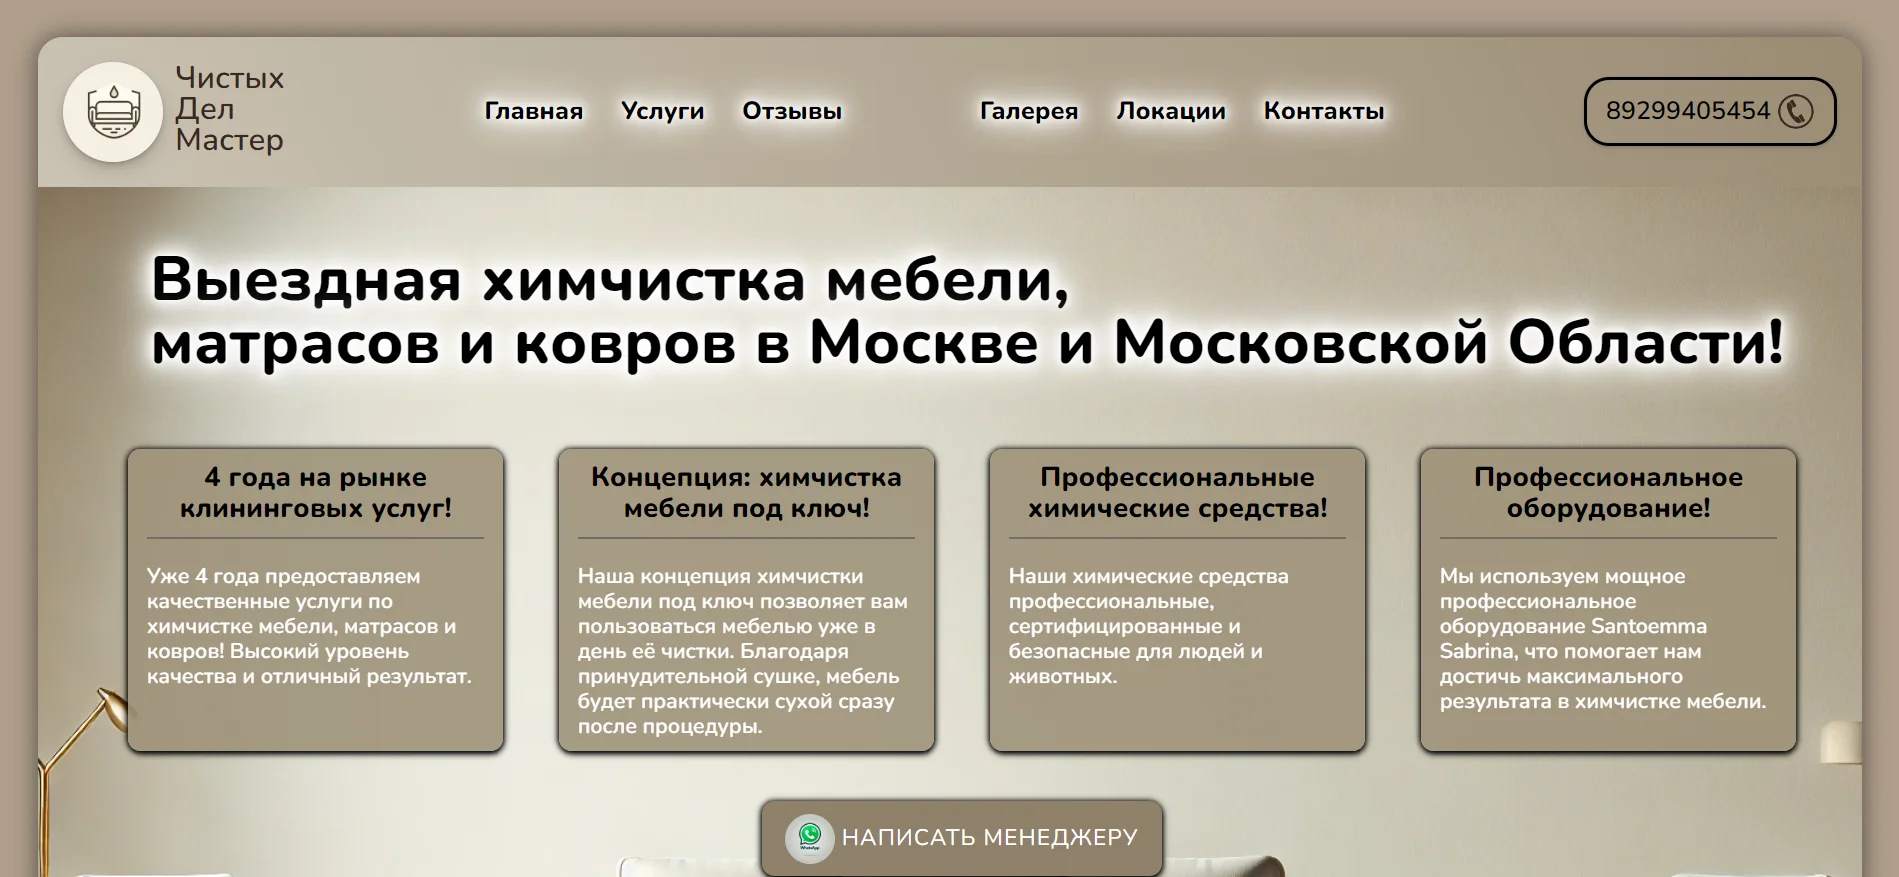 Чистых
Дел
Мастер
Главная Услуги Отзывы Галерея Локации Контакты
89299405454
Выездная химчистка мебели,
матрасов и ковров в Москве и Московской Области!
4 года на рынке
клининговых услуг!
Уже 4 года предоставляем
качественные услуги по
химчистке мебели, матрасов и
ковров! Высокий уровень
качества и отличный результат.
Концепция: химчистка
мебели под ключ!
Наша концепция химчистки
мебели под ключ позволяет вам
пользоваться мебелью уже в
день её чистки. Благодаря
принудительной сушке, мебель
будет практически сухой сразу
после процедуры.
Профессиональные
химические средства!
Наши химические средства
профессиональные,
сертифицированные и
безопасные для людей и
животных.
Профессиональное
оборудование!
Мы используем мощное
профессиональное
оборудование Santoemma
Sabrina, что помогает нам
достичь максимального
результата в химчистке мебели.
WhatsApp
НАПИСАТЬ МЕНЕДЖЕРУ